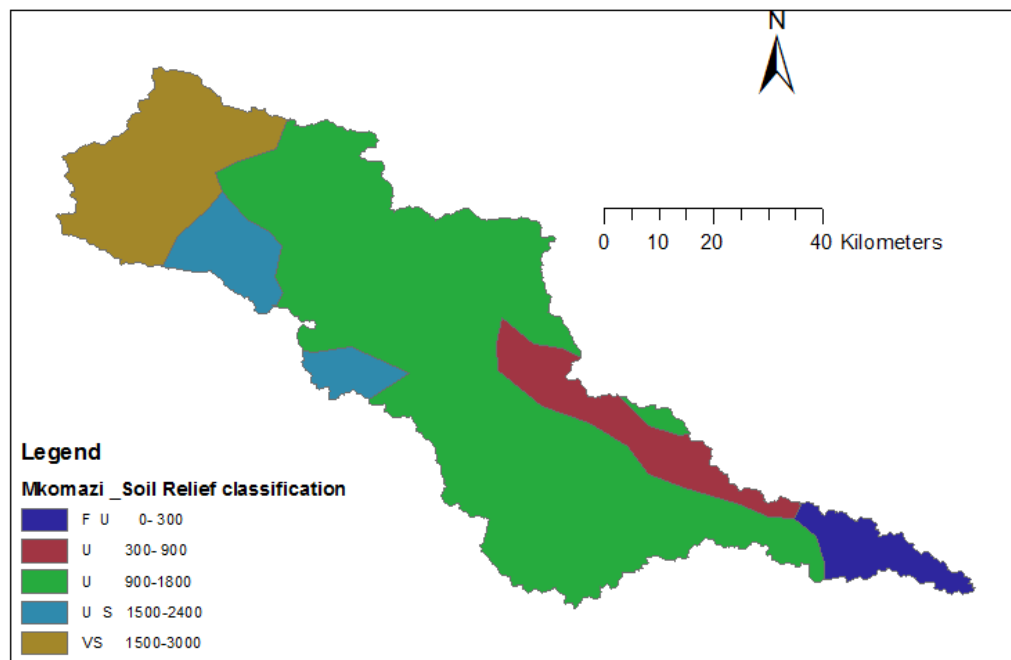 N
0 10 20 40 Kilometers
Legend
Mkomazi _Soil Relief classification
F U 0- 300
U 300- 900
U 900-1800
U S 1500-2400
VS 1500-3000